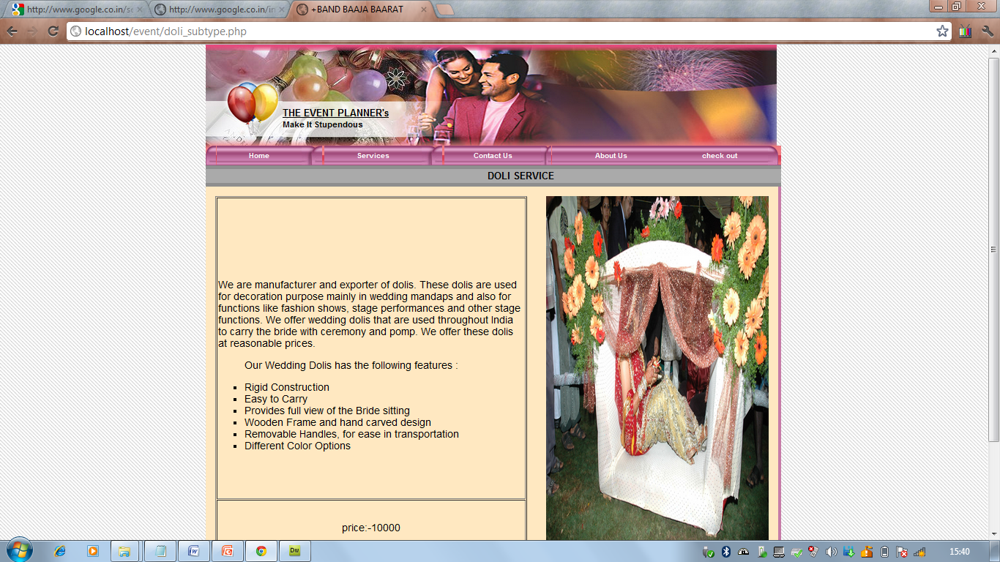 http://www.google.co.in/se
http://www.google.co.in/in
+BAND BAAJA BAARAT
localhost/event/doli_subtype.php
THE EVENT PLANNER's
Make It Stupendous
Home
Services
Contact Us
About Us
check out
DOLI SERVICE
We are manufacturer and exporter of dolis. These dolis are used
for decoration purpose mainly in wedding mandaps and also for
functions like fashion shows, stage performances and other stage
functions. We offer wedding dolis that are used throughout India
to carry the bride with ceremony and pomp. We offer these dolis
at reasonable prices.
Our Wedding Dolis has the following features :
Rigid Construction
Easy to Carry
Provides full view of the Bride sitting
Wooden Frame and hand carved design
Removable Handles, for ease in transportation
Different Color Options
price:-10000
Dw
15:40